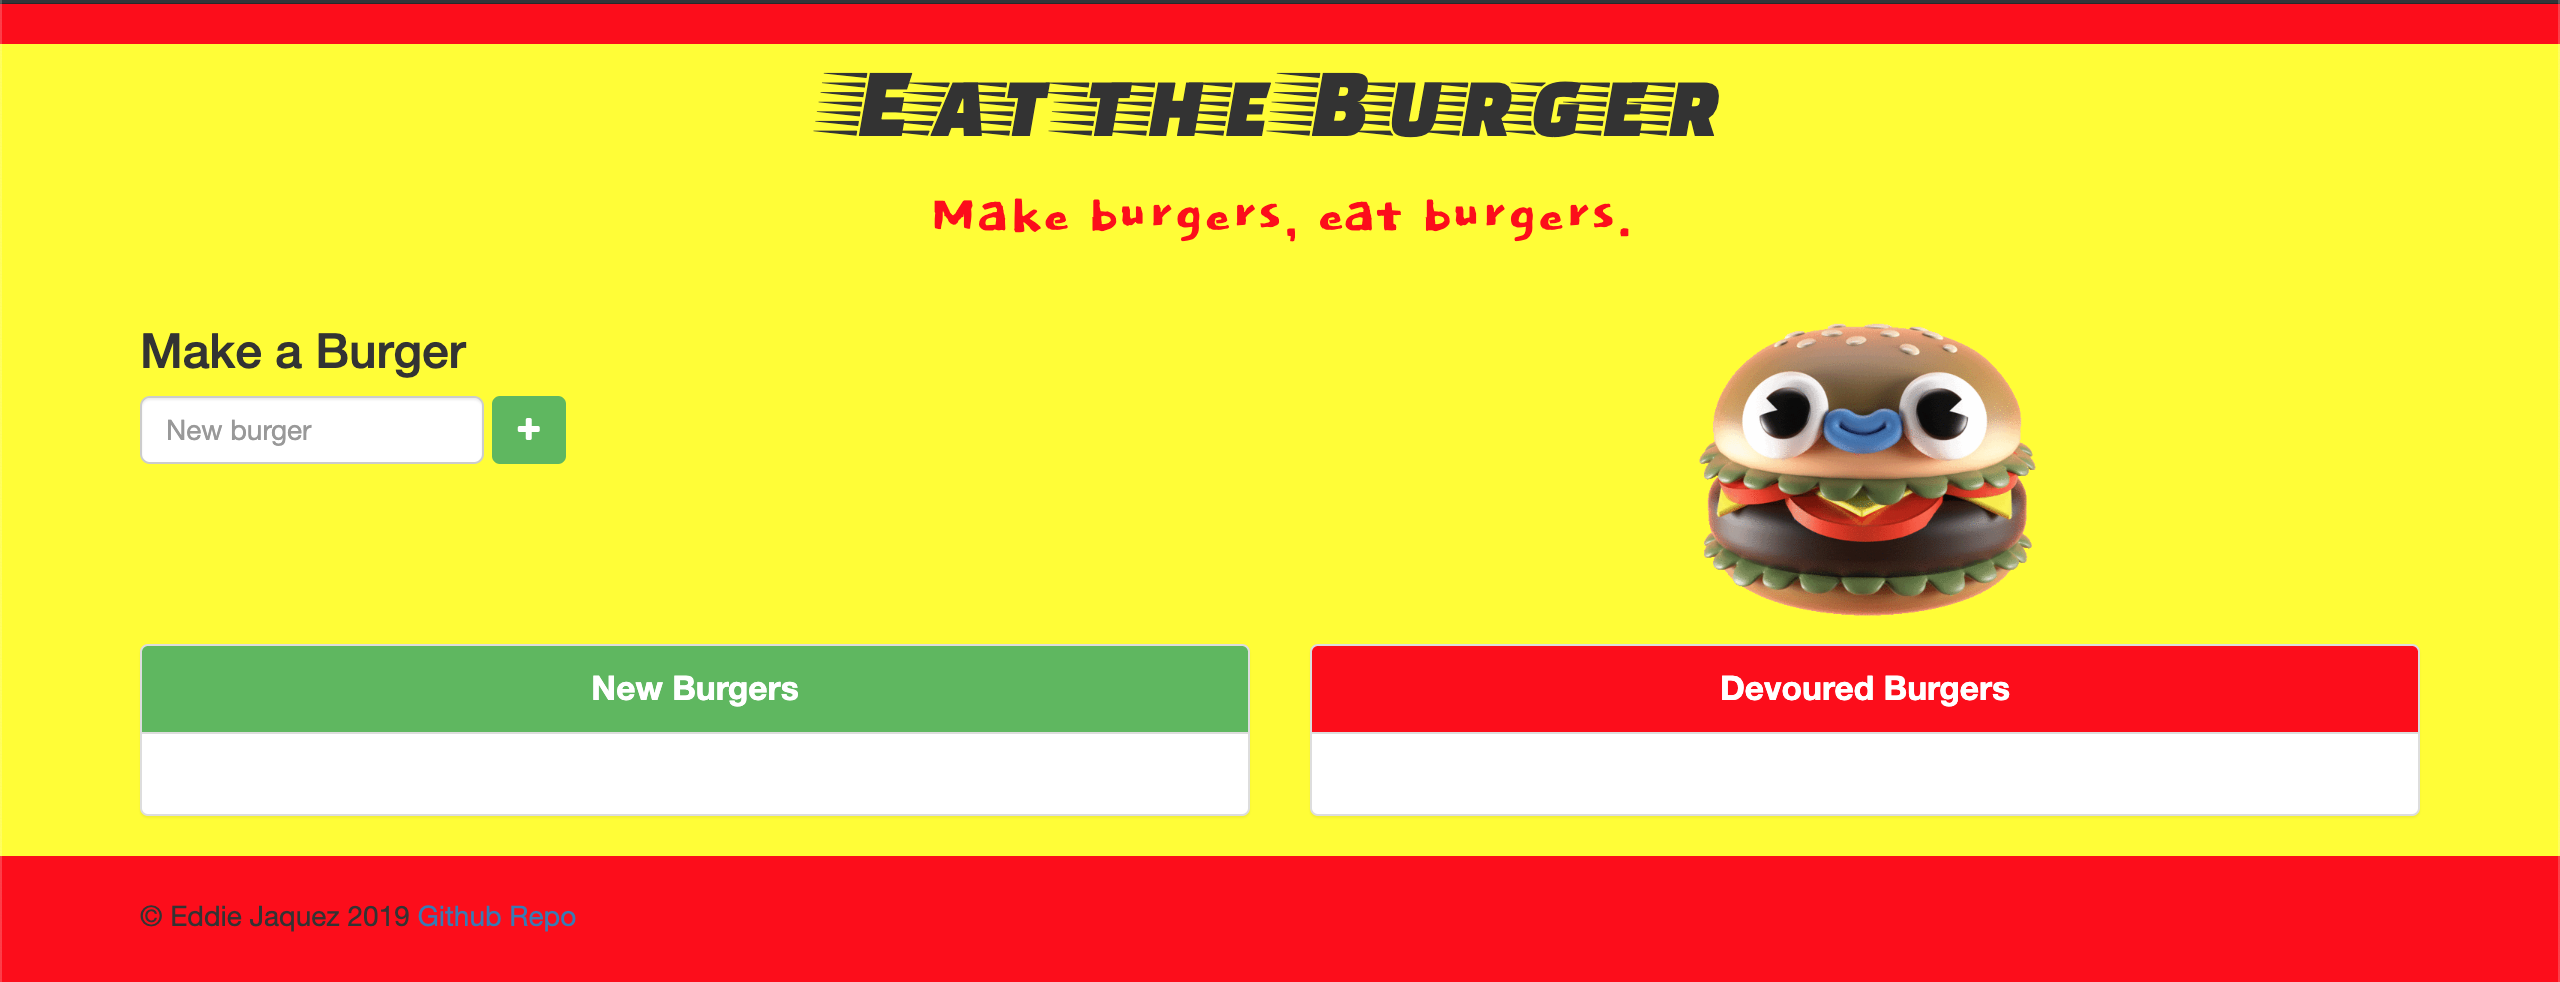 Eat the Burger
Make burgers, eat burgers.
Make a Burger
New burger
+
New Burgers
Devoured Burgers
© Eddie Jaquez 2019 Github Repo